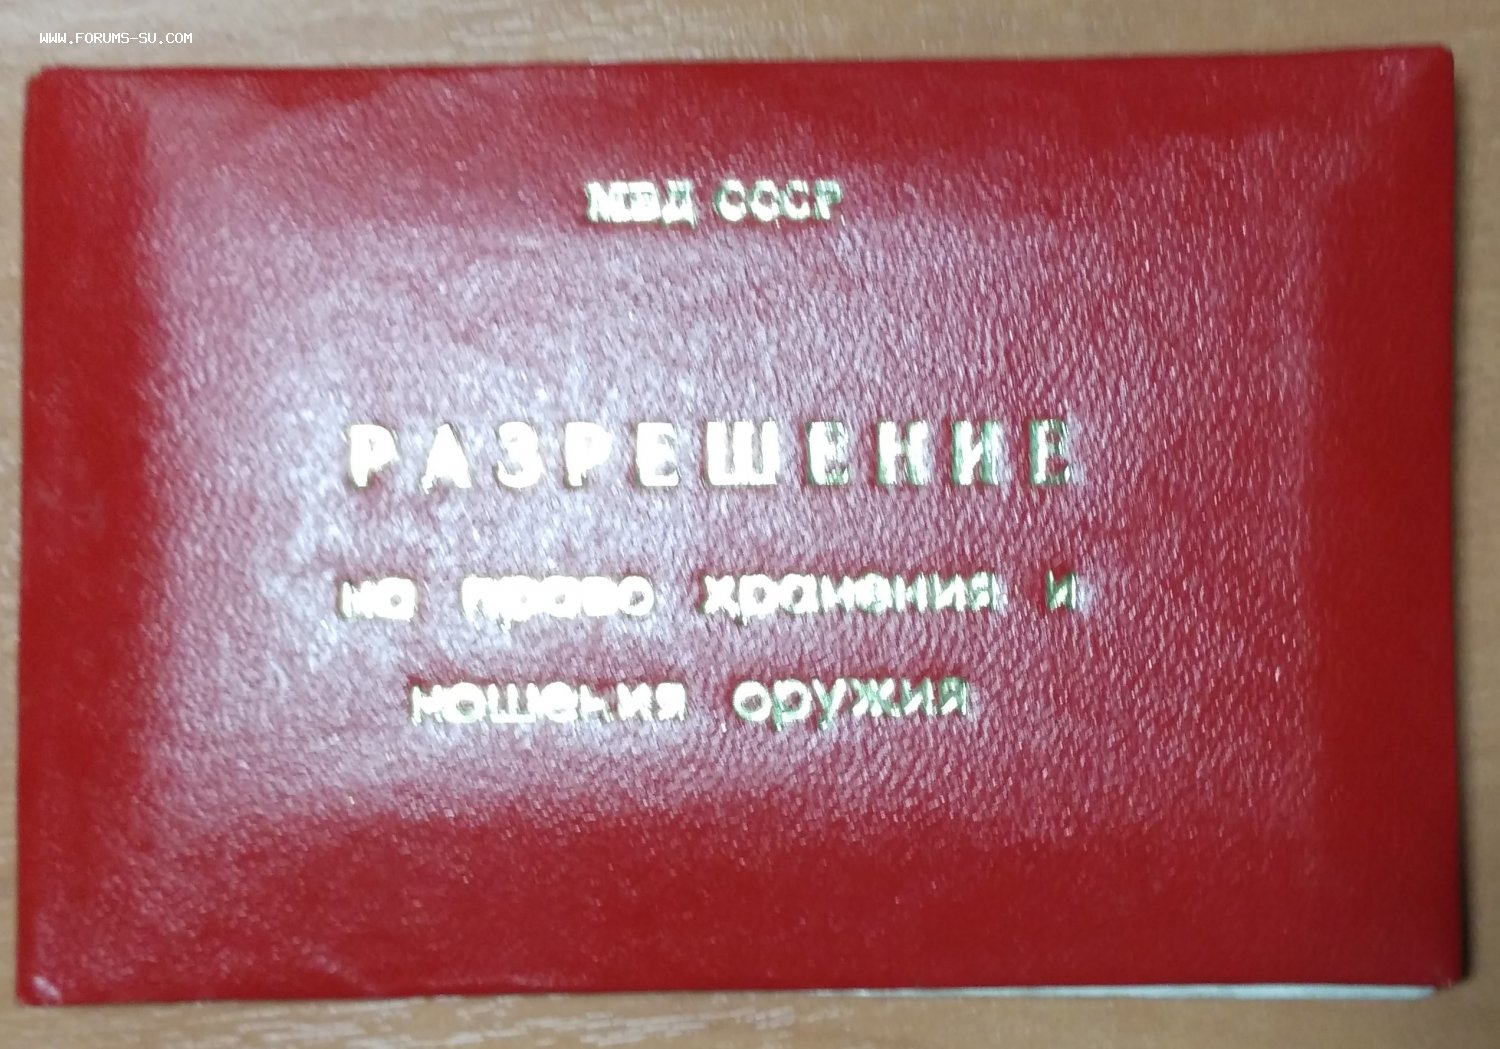 WWW.FORUMS-SU.COM
МВД СССР
РАЗРЕШЕНИЕ
на право хранения и
ношения оружия